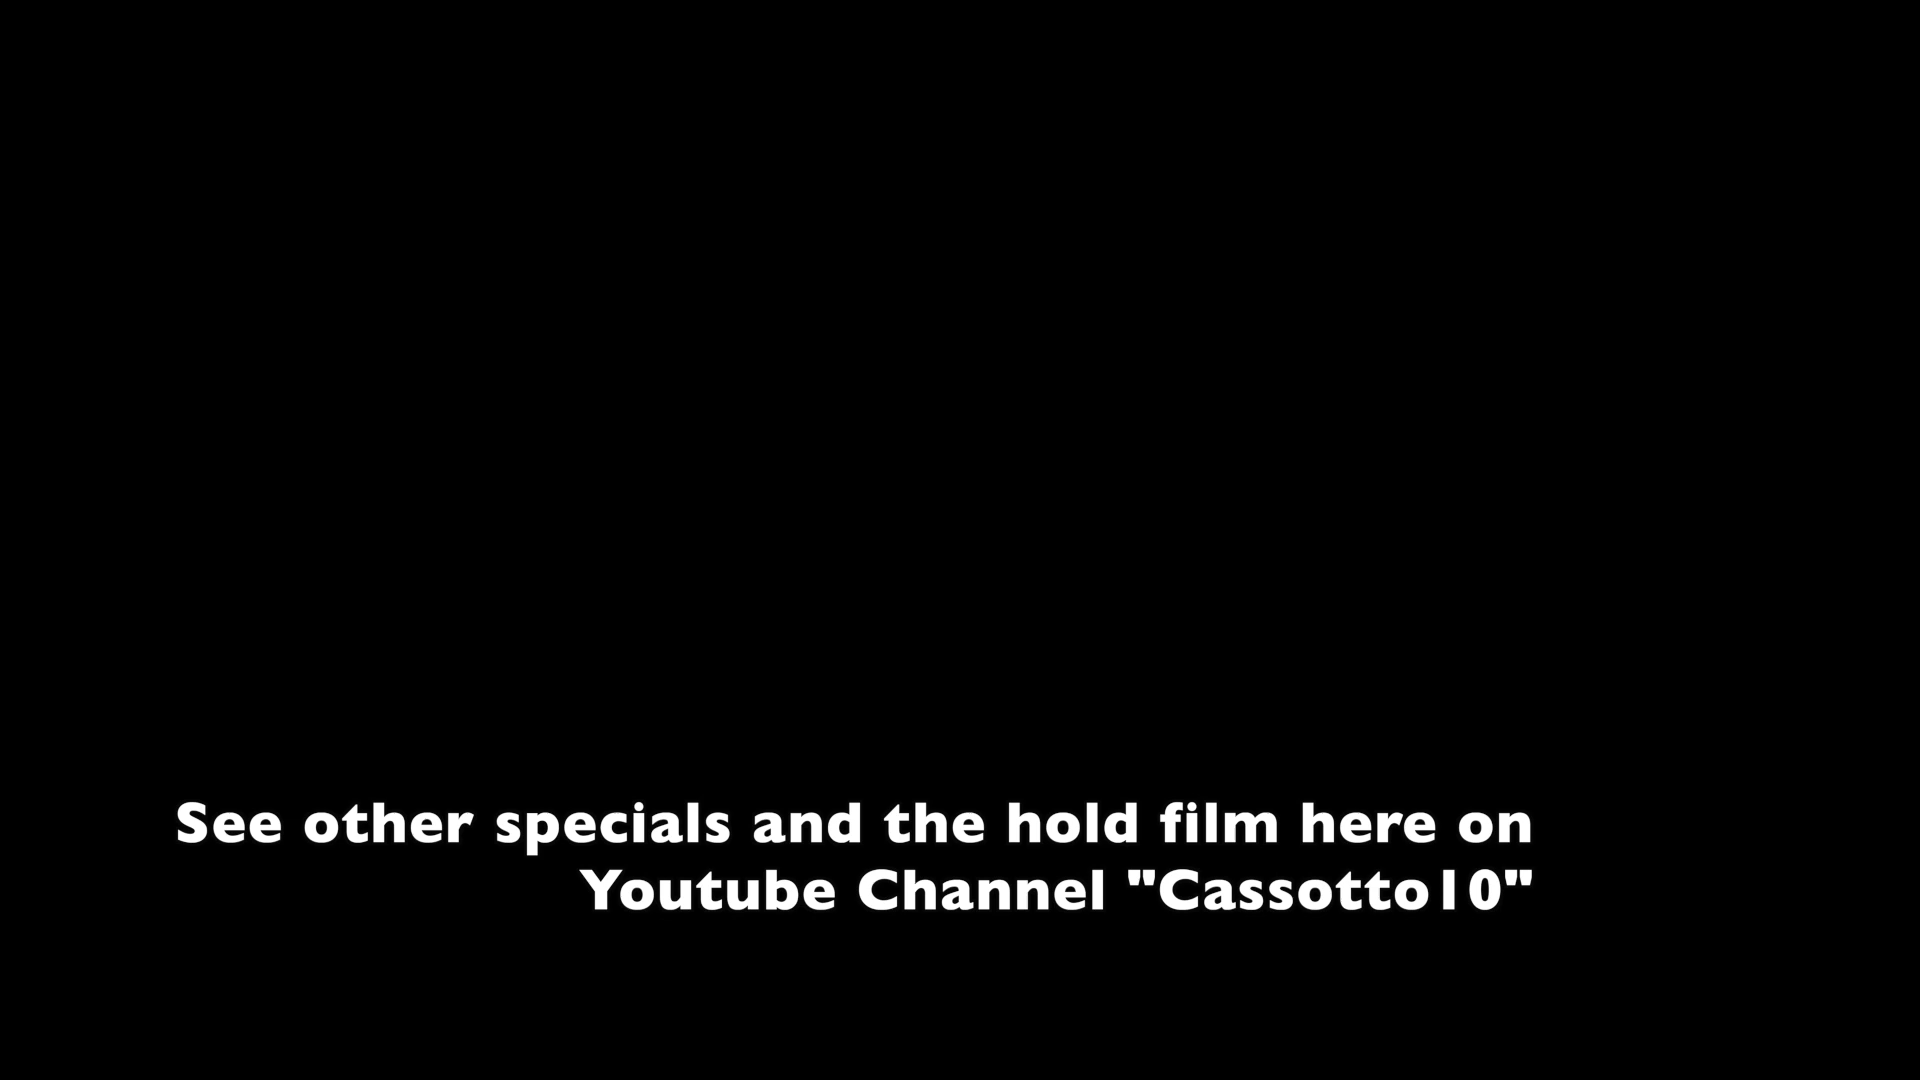 See other specials and the hold film here on
Youtube Channel "Cassotto10"